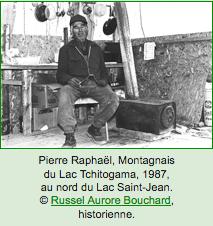 Pierre Raphaël, Montagnais
du Lac Tchitogama, 1987,
au nord du Lac Saint-Jean.
© Russel Aurore Bouchard,
historienne.